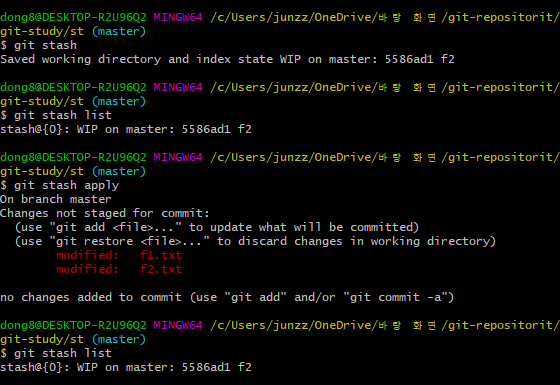 dong8@DESKTOP-R2U96Q2 MINGW64 /c/Users/junzz/OneDrive/바탕 화면/git-repositorit/
git-study/st (master)
$ git stash
Saved working directory and index state WIP on master: 5586ad1 f2
dong8@DESKTOP-R2U96Q2 MINGW64 /c/Users/junzz/OneDrive/바탕 화면/git-repositorit/
git-study/st (master)
$ git stash list
stash@{0}: WIP on master: 5586ad1 f2
dong8@DESKTOP-R2U96Q2 MINGW64 /c/Users/junzz/OneDrive/바탕 화면/git-repositorit/
git-study/st (master)
$ git stash apply
On branch master
Changes not staged for commit:
  (use "git add <file>..." to update what will be committed)
  (use "git restore <file>..." to discard changes in working directory)
        modified:   f1.txt
        modified:   f2.txt
no changes added to commit (use "git add" and/or "git commit -a")
dong8@DESKTOP-R2U96Q2 MINGW64 /c/Users/junzz/OneDrive/바탕 화면/git-repositorit/
git-study/st (master)
$ git stash list
stash@{0}: WIP on master: 5586ad1 f2